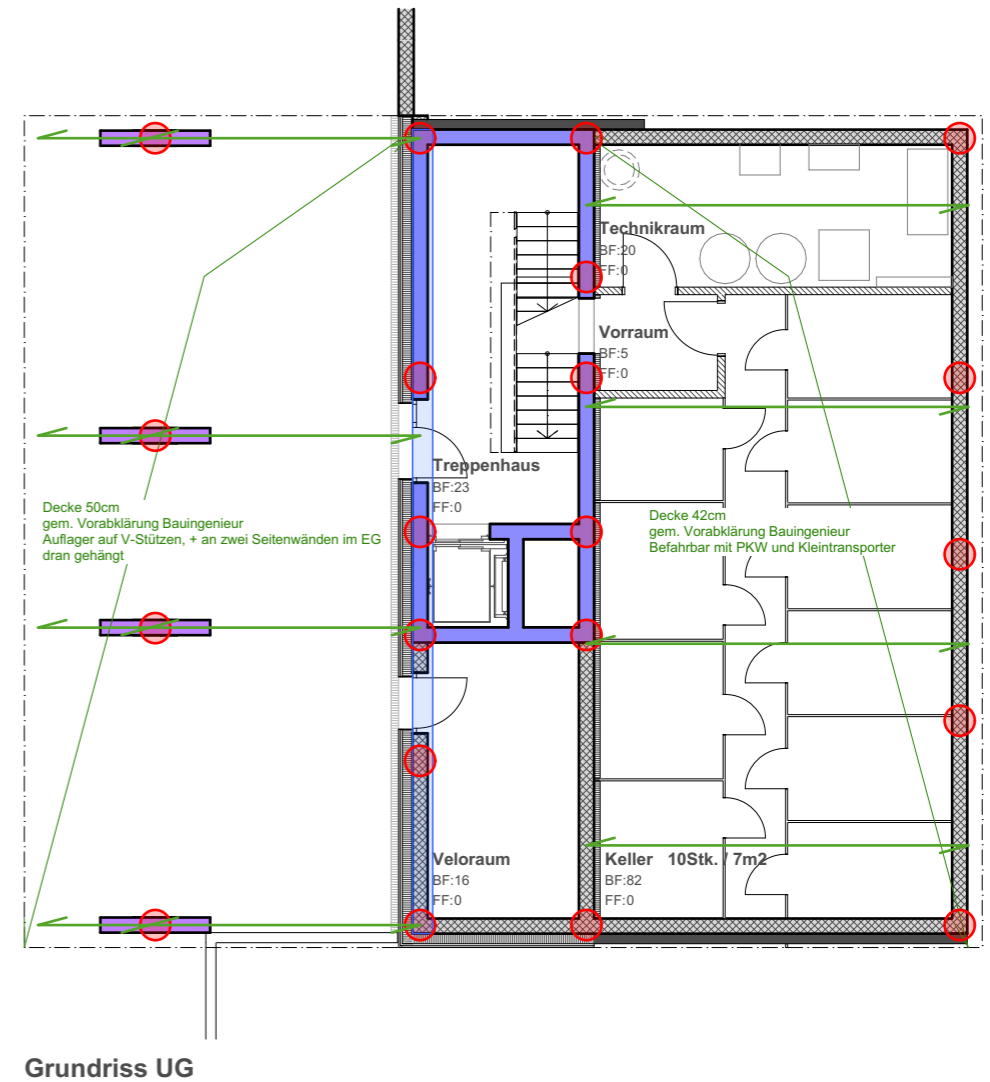 Technikraum
BF:20
FF:0
Vorraum
BF:5
FF:0
Treppenhaus
BF:23
FF:0
Decke 50cm
gem. Vorabklärung Bauingenieur
Auflager auf V-Stützen, + an zwei Seitenwänden im EG
dran gehängt
Decke 42cm
gem. Vorabklärung Bauingenieur
Befahrbar mit PKW und Kleintransporter
Veloraum
BF:16
FF:0
Keller 10Stk. / 7m2
BF:82
FF:0
Grundriss UG